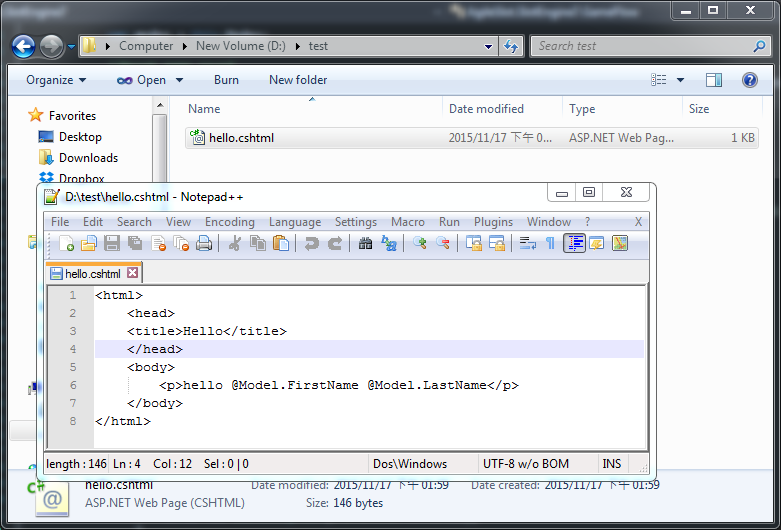 Computer ▸ New Volume (D:) ▸ test
Search test
Organize Open Burn New folder
Name Date modified Type Size
Favorites
Desktop
Downloads
Dropbox
hello.cshtml 2015/11/17 下午 0... ASP.NET Web Pag... 1 KB
D:\test\hello.cshtml - Notepad++
File Edit Search View Encoding Language Settings Macro Run Plugins Window ? X
hello.cshtml
1 <html>
2 <head>
3 <title>Hello</title>
4 </head>
5 <body>
6 <p>hello @Model.FirstName @Model.LastName</p>
7 </body>
8 </html>
length : 146 Ln : 4 Col : 12 Sel : 0 | 0 Dos\Windows UTF-8 w/o BOM INS
hello.cshtml Date modified: 2015/11/17 下午 01:59 Date created: 2015/11/17 下午 01:59
ASP.NET Web Page (CSHTML) Size: 146 bytes